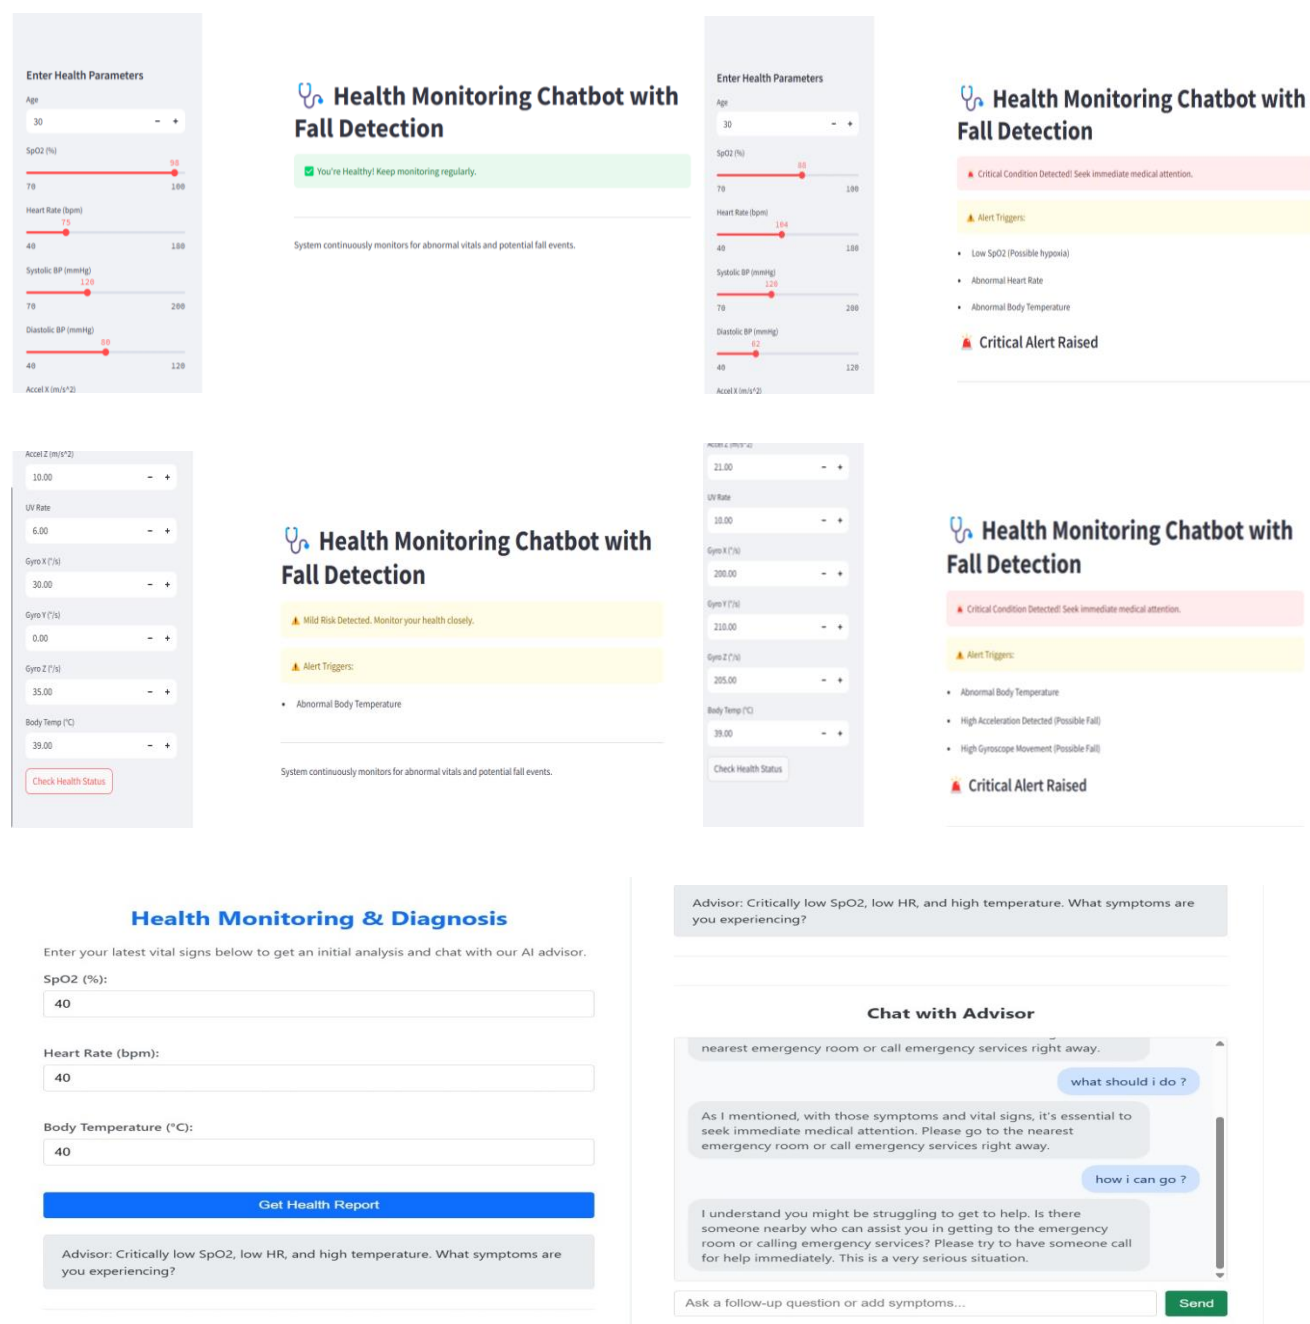 Enter Health Parameters
Age
30 - +
SpO2 (%)
98
70 100
Heart Rate (bpm)
75
40 180
Systolic BP (mmHg)
120
70 200
Diastolic BP (mmHg)
80
40 120
Accel X (m/s^2)
Health Monitoring Chatbot with
Fall Detection
You're Healthy! Keep monitoring regularly.
System continuously monitors for abnormal vitals and potential fall events.
Enter Health Parameters
Age
30 - +
SpO2 (%)
88
70 100
Heart Rate (bpm)
104
40 180
Systolic BP (mmHg)
120
70 200
Diastolic BP (mmHg)
62
40 120
Accel X (m/s^2)
Health Monitoring Chatbot with
Fall Detection
Critical Condition Detected! Seek immediate medical attention.
Alert Triggers:
• Low SpO2 (Possible hypoxia)
• Abnormal Heart Rate
• Abnormal Body Temperature
Critical Alert Raised
Accel Z (m/s^2)
10.00 - +
UV Rate
6.00 - +
Gyro X (°/s)
30.00 - +
Gyro Y (°/s)
0.00 - +
Gyro Z (°/s)
35.00 - +
Body Temp (°C)
39.00 - +
Check Health Status
Health Monitoring Chatbot with
Fall Detection
Mild Risk Detected. Monitor your health closely.
Alert Triggers:
• Abnormal Body Temperature
System continuously monitors for abnormal vitals and potential fall events.
Accel Z (m/s^2)
21.00 - +
UV Rate
10.00 - +
Gyro X (°/s)
200.00 - +
Gyro Y (°/s)
210.00 - +
Gyro Z (°/s)
205.00 - +
Body Temp (°C)
39.00 - +
Check Health Status
Health Monitoring Chatbot with
Fall Detection
Critical Condition Detected! Seek immediate medical attention.
Alert Triggers:
• Abnormal Body Temperature
• High Acceleration Detected (Possible Fall)
• High Gyroscope Movement (Possible Fall)
Critical Alert Raised
Health Monitoring & Diagnosis
Enter your latest vital signs below to get an initial analysis and chat with our AI advisor.
SpO2 (%):
40
Heart Rate (bpm):
40
Body Temperature (°C):
40
Get Health Report
Advisor: Critically low SpO2, low HR, and high temperature. What symptoms are
you experiencing?
Advisor: Critically low SpO2, low HR, and high temperature. What symptoms are
you experiencing?
Chat with Advisor
nearest emergency room or call emergency services right away.
what should i do ?
As I mentioned, with those symptoms and vital signs, it's essential to
seek immediate medical attention. Please go to the nearest
emergency room or call emergency services right away.
how i can go ?
I understand you might be struggling to get to help. Is there
someone nearby who can assist you in getting to the emergency
room or calling emergency services? Please try to have someone call
for help immediately. This is a very serious situation.
Ask a follow-up question or add symptoms...
Send